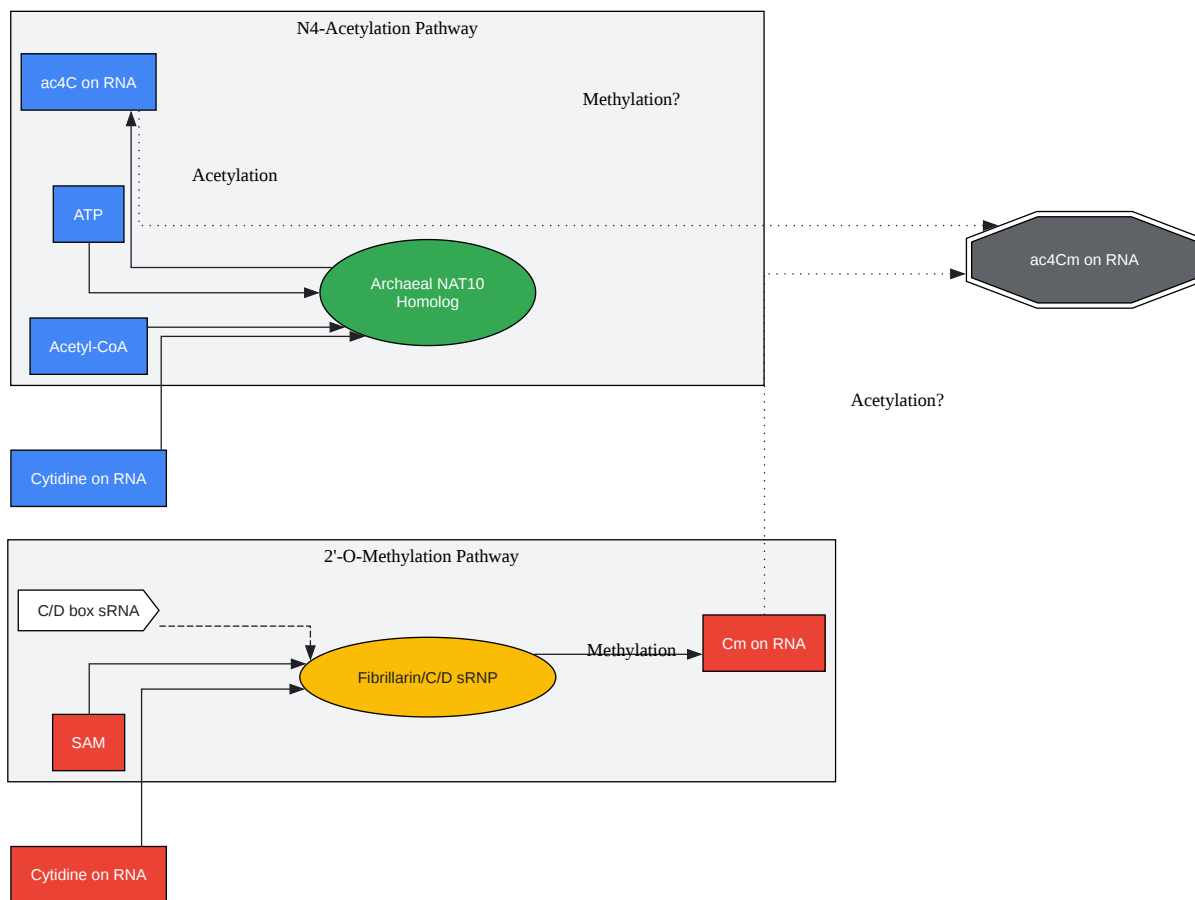 N4-Acetylation Pathway
ac4C on RNA
Methylation?
Acetylation
ATP
Archaeal NAT10
Homolog
ac4Cm on RNA
Acetyl-CoA
Acetylation?
Cytidine on RNA
2'-O-Methylation Pathway
C/D box sRNA
Methylation
Cm on RNA
Fibrillarin/C/D sRNP
SAM
Cytidine on RNA